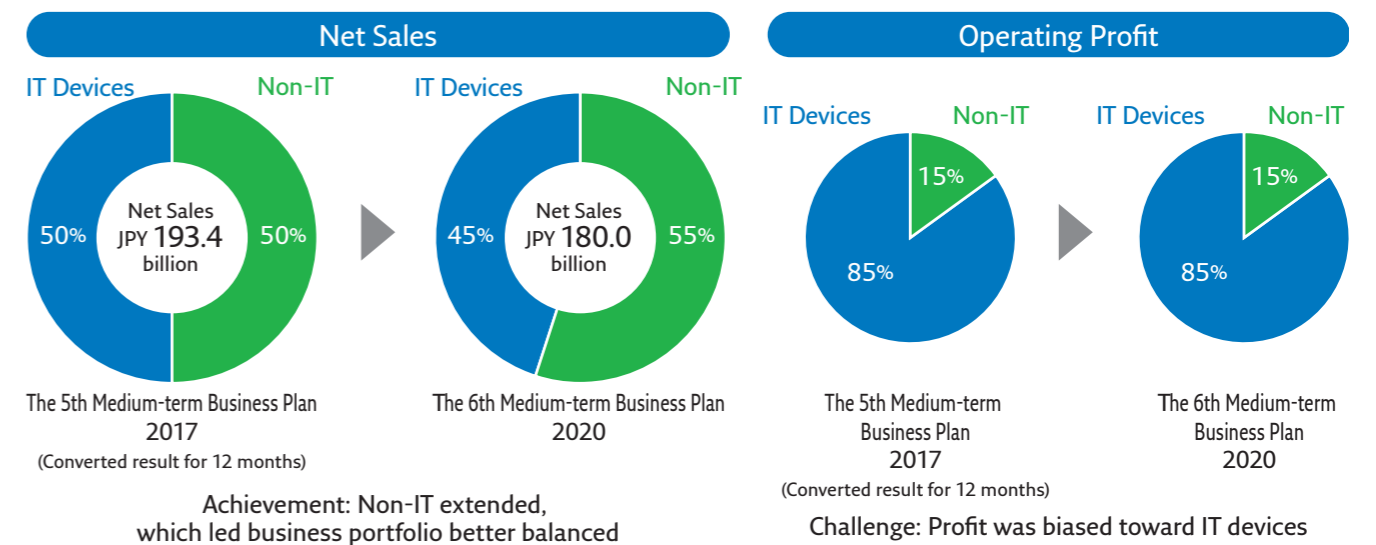 Net Sales
IT Devices
Non-IT
50%
Net Sales
JPY 193.4
billion
50%
The 5th Medium-term Business Plan
2017
(Converted result for 12 months)
IT Devices
Non-IT
45%
Net Sales
JPY 180.0
billion
55%
The 6th Medium-term Business Plan
2020
Achievement: Non-IT extended,
which led business portfolio better balanced
Operating Profit
IT Devices
Non-IT
15%
85%
The 5th Medium-term
Business Plan
2017
(Converted result for 12 months)
IT Devices
Non-IT
15%
85%
The 6th Medium-term
Business Plan
2020
Challenge: Profit was biased toward IT devices